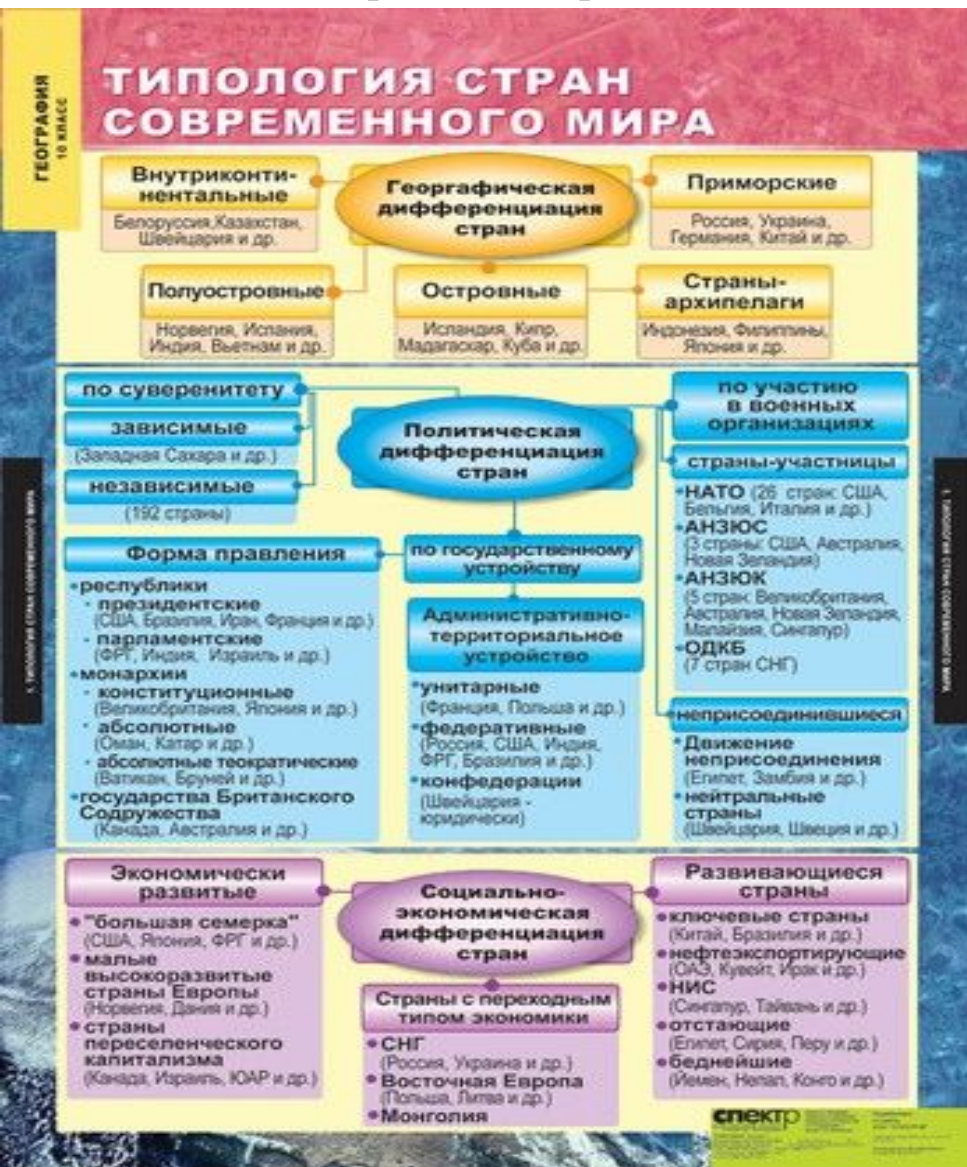 ГЕОГРАФИЯ
10 КЛАСС
ТИПОЛОГИЯ СТРАН
СОВРЕМЕННОГО МИРА
Внутриконти-
нентальные
Белоруссия,Казахстан,
Швейцария и др.
Георгафическая
дифференциация
стран
Приморские
Россия, Украина,
Германия, Китай и др.
Полуостровные
Норвегия, Испания,
Индия, Вьетнам и др.
Островные
Исландия, Кипр,
Мадагаскар, Куба и др.
Страны-
архипелаги
Индонезия, Филиппины,
Япония и др.
по суверенитету
зависимые
(Западная Сахара и др.)
независимые
(192 страны)
Политическая
дифференциация
стран
по участию
в военных
организациях
страны-участницы
•НАТО (26 стран: США,
Бельгия, Италия и др.)
•АНЗЮС
(3 страны: США, Австралия,
Новая Зеландия)
•АНЗЮК
(5 стран: Великобритания,
Австралия, Новая Зеландия,
Малайзия, Сингапур)
•ОДКБ
(7 стран СНГ)
неприсоединившиеся
•Движение
неприсоединения
(Египет, Замбия и др.)
•нейтральные
страны
(Швейцария, Швеция и др.)
Форма правления
•республики
- президентские
(США, Бразилия, Иран, Франция и др.)
- парламентские
(ФРГ, Индия, Израиль и др.)
•монархии
- конституционные
(Великобритания, Япония и др.)
- абсолютные
(Оман, Катар и др.)
- абсолютные теократические
(Ватикан, Бруней и др.)
•государства Британского
Содружества
(Канада, Австралия и др.)
по государственному
устройству
Административно-
территориальное
устройство
•унитарные
(Франция, Польша и др.)
•федеративные
(Россия, США, Индия,
ФРГ, Бразилия и др.)
•конфедерации
(Швейцария -
юридически)
1. ТИПОЛОГИЯ СТРАН СОВРЕМЕННОГО МИРА
1. ТИПОЛОГИЯ СТРАН СОВРЕМЕННОГО МИРА
Экономически
развитые
•"большая семерка"
(США, Япония, ФРГ и др.)
•малые
высокоразвитые
страны Европы
(Норвегия, Дания и др.)
•страны
переселенческого
капитализма
(Канада, Израиль, ЮАР и др.)
Социально-
экономическая
дифференциация
стран
Страны с переходным
типом экономики
•СНГ
(Россия, Украина и др.)
•Восточная Европа
(Польша, Литва и др.)
•Монголия
Развивающиеся
страны
•ключевые страны
(Китай, Бразилия и др.)
•нефтеэкспортирующие
(ОАЭ, Кувейт, Ирак и др.)
•НИС
(Сингапур, Тайвань и др.)
•отстающие
(Египет, Сирия, Перу и др.)
•беднейшие
(Йемен, Непал, Конго и др.)
спектр